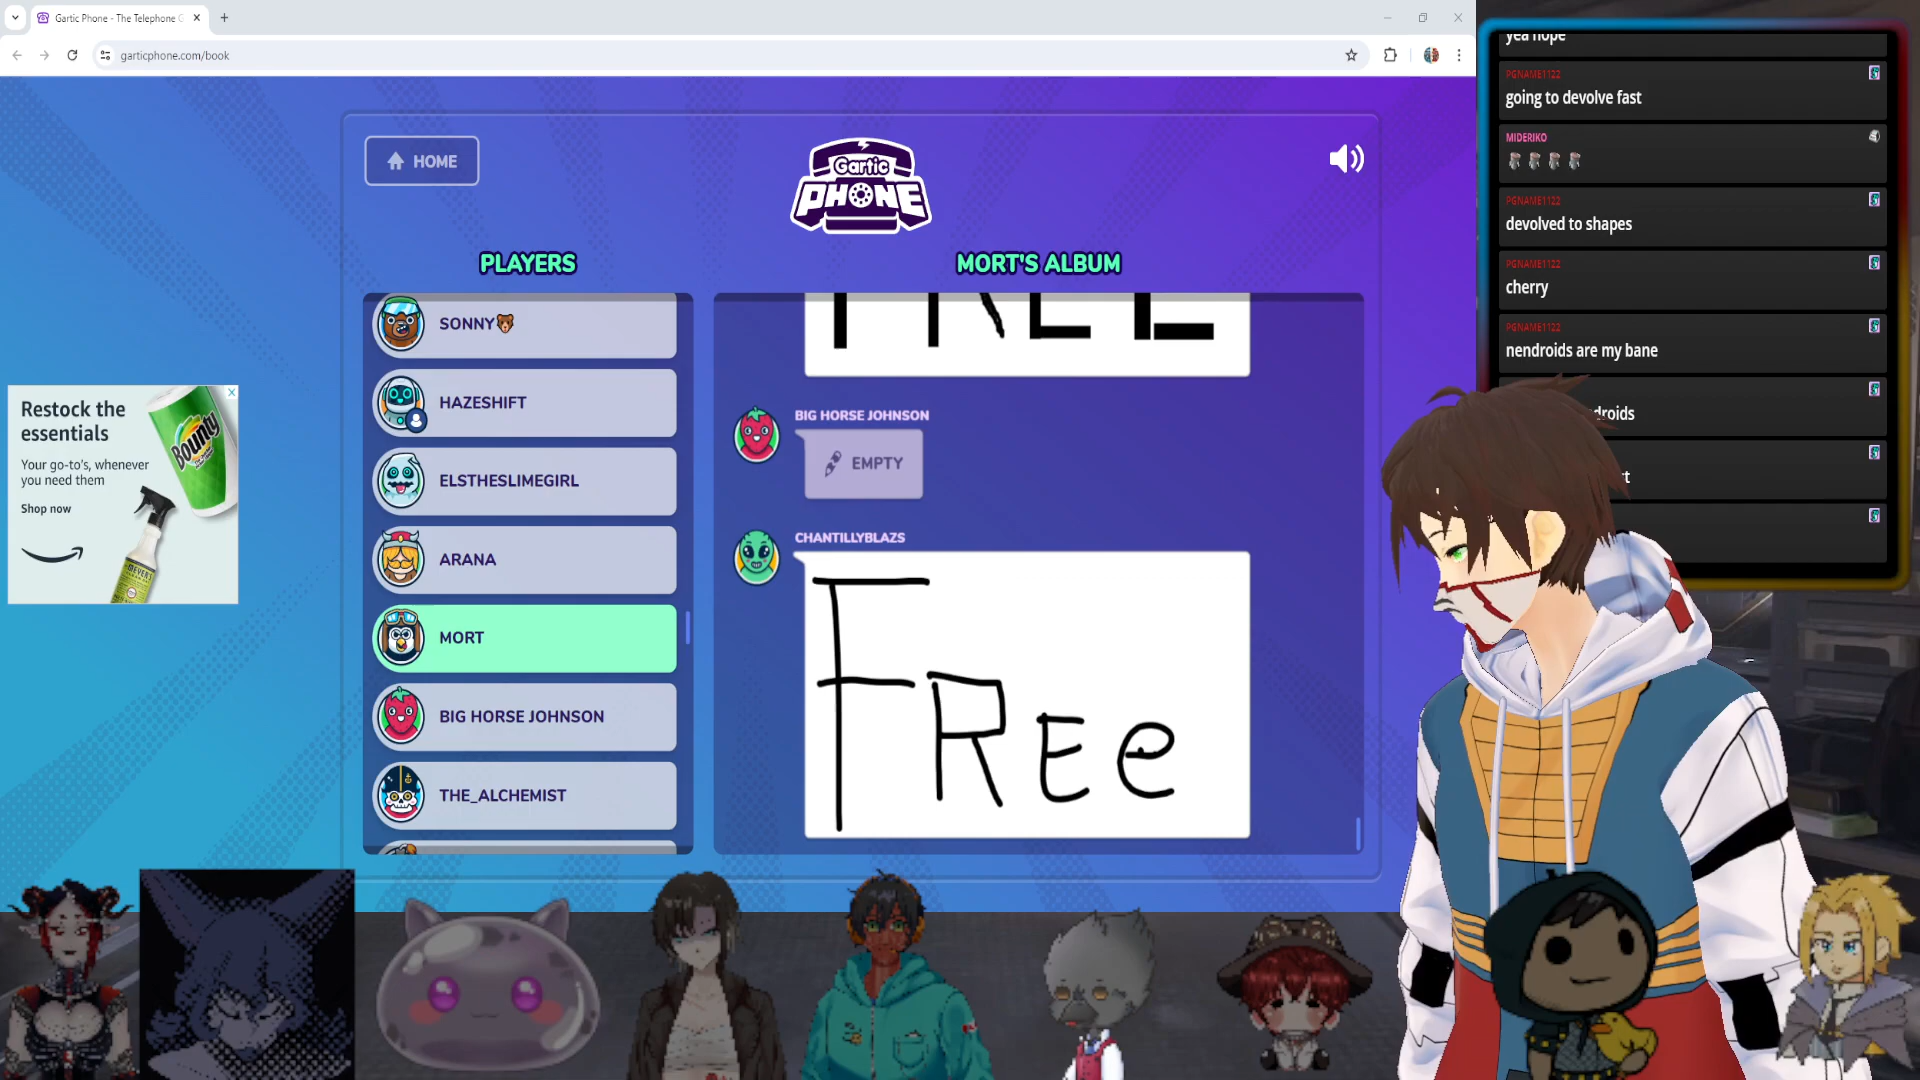 Gartic Phone - The Telephone G
garticphone.com/book
HOME
Gartic
PHONE
PLAYERS
SONNY
HAZESHIFT
ELSTHESLIMEGIRL
ARANA
MORT
BIG HORSE JOHNSON
THE_ALCHEMIST
MORT'S ALBUM
FREE
BIG HORSE JOHNSON
EMPTY
CHANTILLYBLAZS
FREe
Restock the
essentials
Your go-to's, whenever
you need them
Shop now
Bounty
yea nope
PGNAME1122
going to devolve fast
MIDERIKO
PGNAME1122
devolved to shapes
PGNAME1122
cherry
PGNAME1122
nendroids are my bane
droids